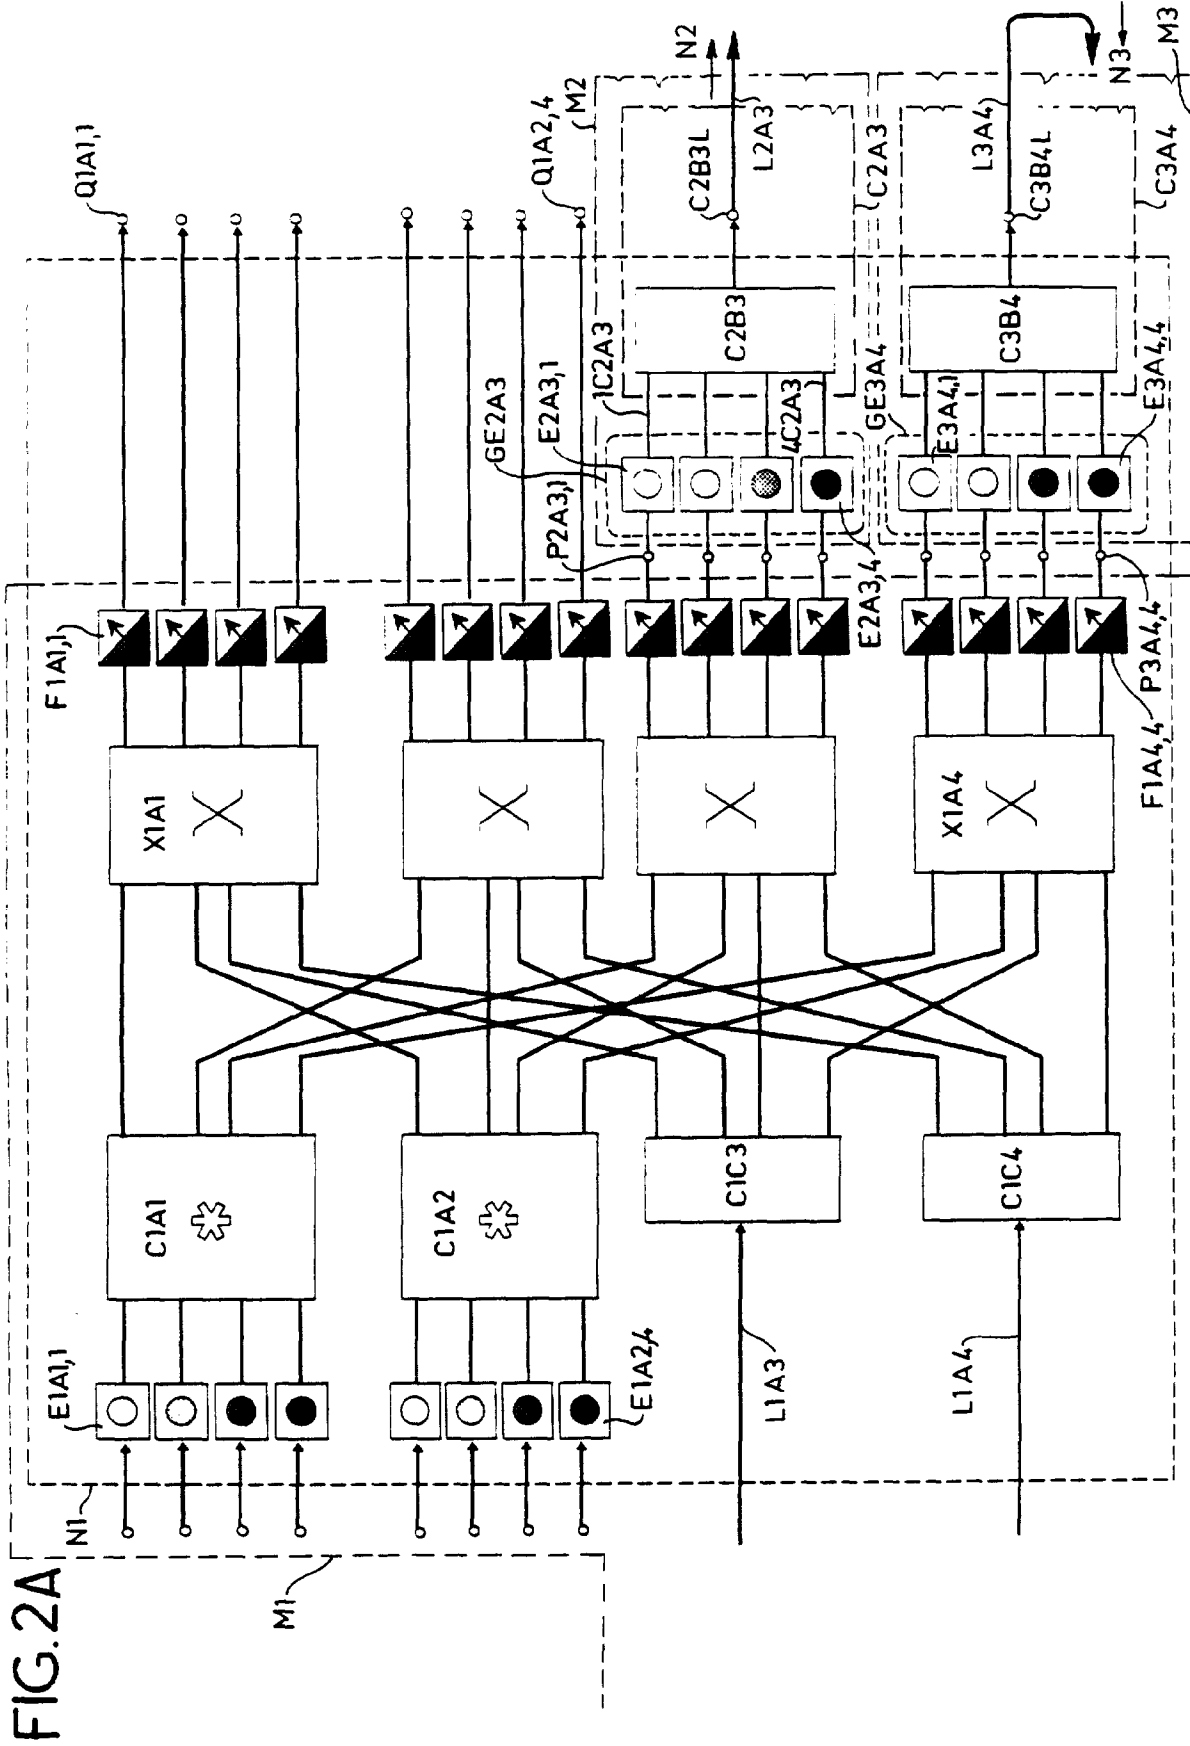 FIG.2A
M1
N1
E1A1,1
E1A2,4
L1A3
L1A4
C1A1
C1A2
C1C3
C1C4
X1A1
X1A4
F1A1,1
F1A4,4
P3A4,4
E2A3,4
P2A3,1
GE2A3
E2A3,1
1C2A3
4C2A3
GE3A4
E3A4,1
E3A4,4
C2B3
C3B4
Q1A1,1
Q1A2,4
M2
C2B3L
L2A3
C2A3
N2
C3B4L
L3A4
C3A4
N3
M3